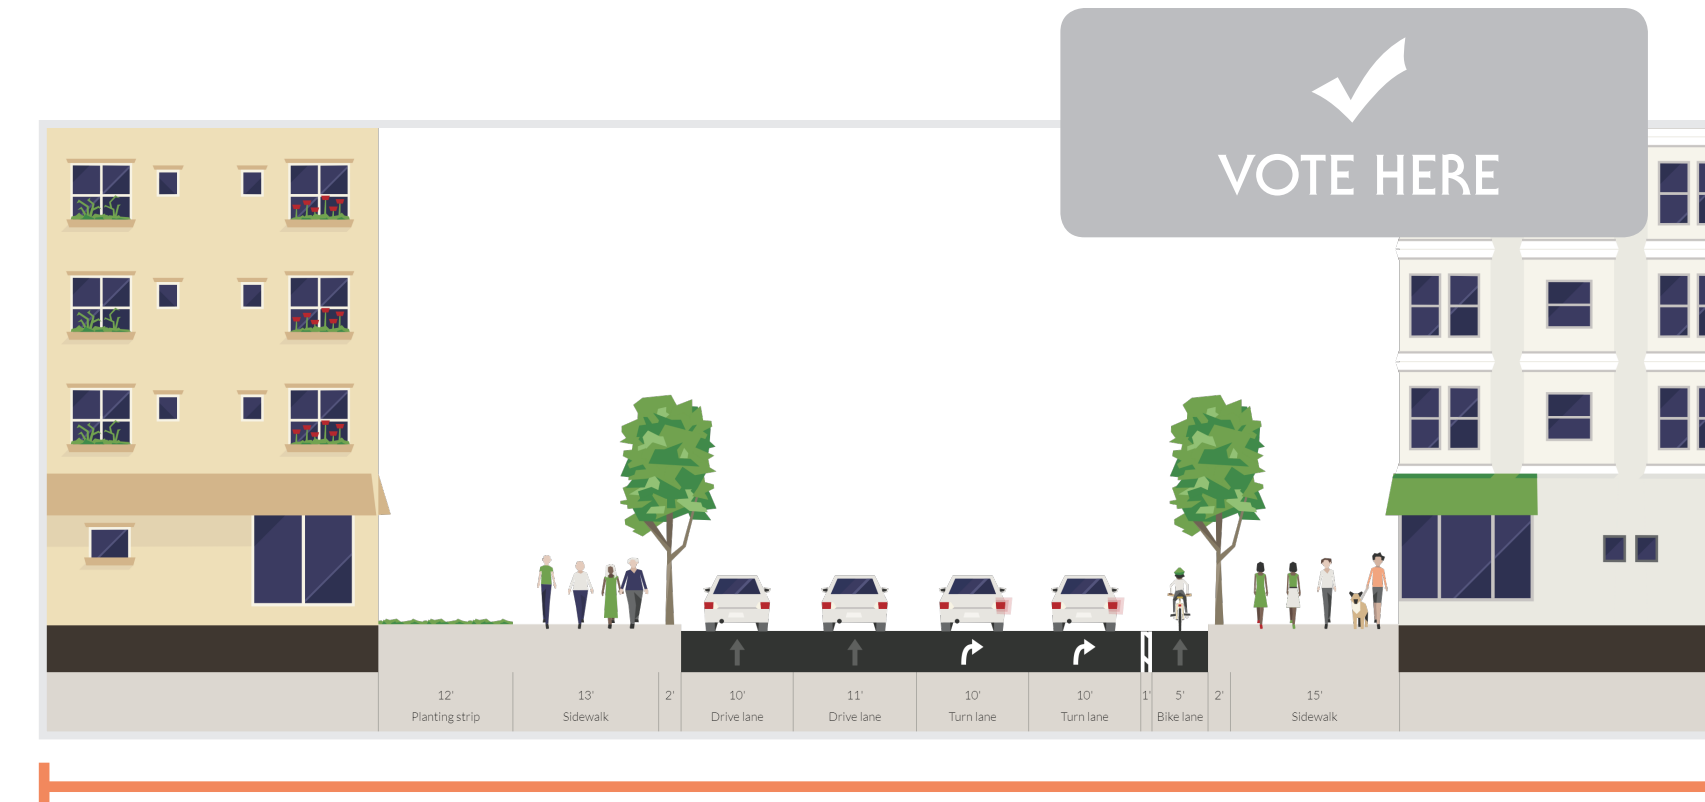 VOTE HERE
12' 13' 2' 10' 11' 10' 10' 1' 5' 2' 15'
Planting strip Sidewalk Drive lane Drive lane Turn lane Turn lane Bike lane Sidewalk